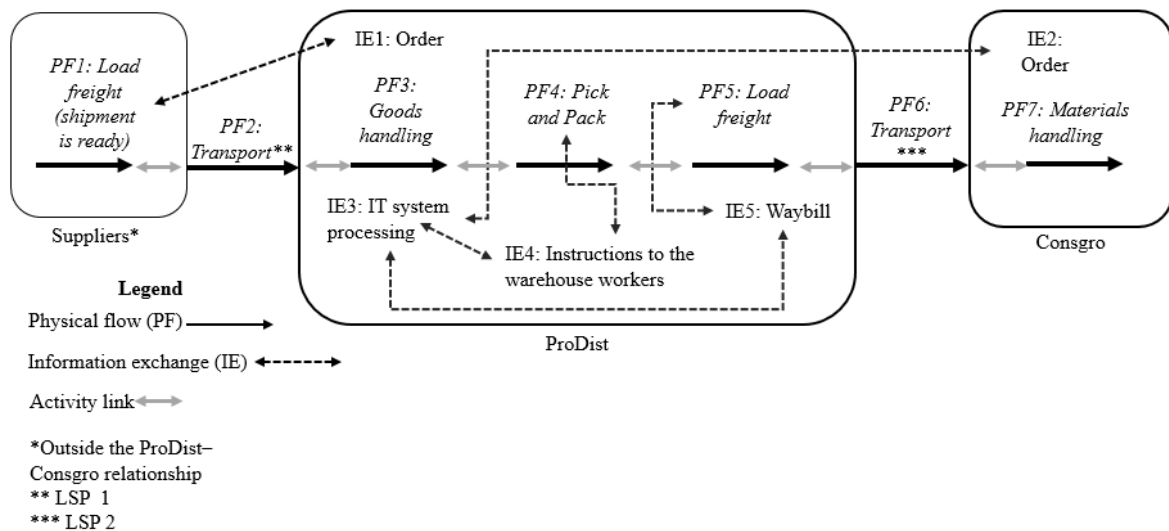 PF1: Load
freight
(shipment
is ready)
Suppliers*
PF2:
Transport**
IE1: Order
PF3:
Goods
handling
PF4: Pick
and Pack
PF5: Load
freight
IE3: IT system
processing
IE4: Instructions to the
warehouse workers
IE5: Waybill
ProDist
PF6:
Transport
***
IE2:
Order
PF7: Materials
handling
Consgro
Legend
Physical flow (PF)
Information exchange (IE)
Activity link
*Outside the ProDist–
Consgro relationship
** LSP 1
*** LSP 2